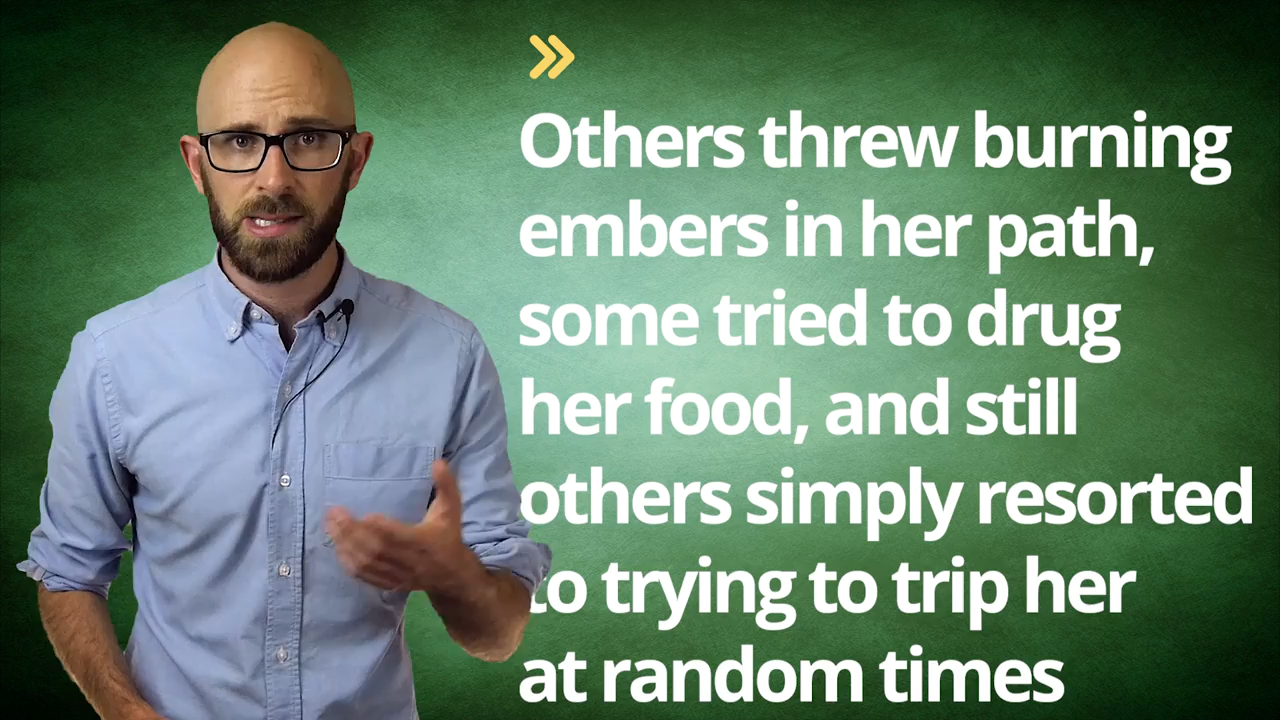 Others threw burning
embers in her path,
some tried to drug
her food, and still
others simply resorted
to trying to trip her
at random times